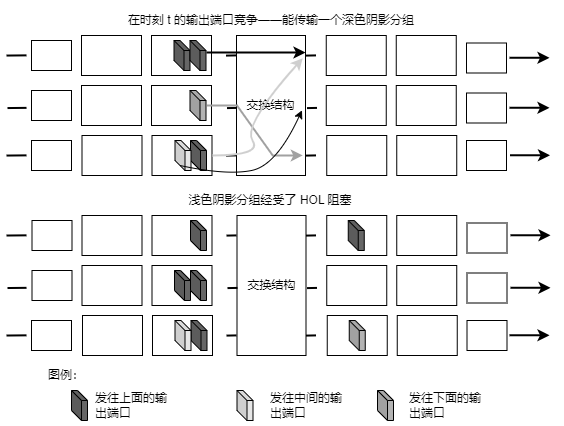 在时刻 t 的输出端口竞争——能传输一个深色阴影分组
交换结构
浅色阴影分组经受了 HOL 阻塞
交换结构
图例：
发往上面的输
出端口
发往中间的输
出端口
发往下面的输
出端口